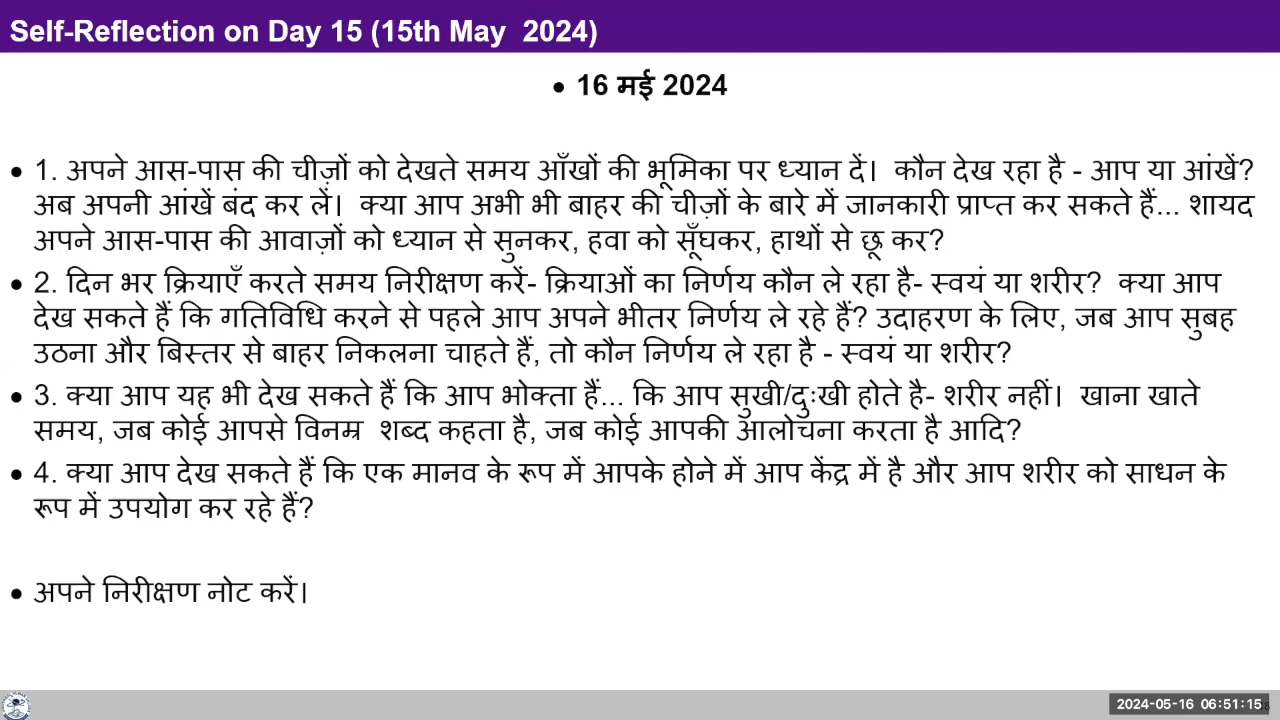 Self-Reflection on Day 15 (15th May 2024)
• 16 मई 2024
• 1. अपने आस-पास की चीज़ों को देखते समय आँखों की भूमिका पर ध्यान दें। कौन देख रहा है - आप या आंखें?
अब अपनी आंखें बंद कर लें। क्या आप अभी भी बाहर की चीज़ों के बारे में जानकारी प्राप्त कर सकते हैं... शायद
अपने आस-पास की आवाज़ों को ध्यान से सुनकर, हवा को सूँघकर, हाथों से छू कर?
• 2. दिन भर क्रियाएँ करते समय निरीक्षण करें- क्रियाओं का निर्णय कौन ले रहा है- स्वयं या शरीर? क्या आप
देख सकते हैं कि गतिविधि करने से पहले आप अपने भीतर निर्णय ले रहे हैं? उदाहरण के लिए, जब आप सुबह
उठना और बिस्तर से बाहर निकलना चाहते हैं, तो कौन निर्णय ले रहा है - स्वयं या शरीर?
• 3. क्या आप यह भी देख सकते हैं कि आप भोक्ता हैं... कि आप सुखी/दुःखी होते है- शरीर नहीं। खाना खाते
समय, जब कोई आपसे विनम्र शब्द कहता है, जब कोई आपकी आलोचना करता है आदि?
• 4. क्या आप देख सकते हैं कि एक मानव के रूप में आपके होने में आप केंद्र में है और आप शरीर को साधन के
रूप में उपयोग कर रहे हैं?
• अपने निरीक्षण नोट करें।
2024-05-16 06:51:15